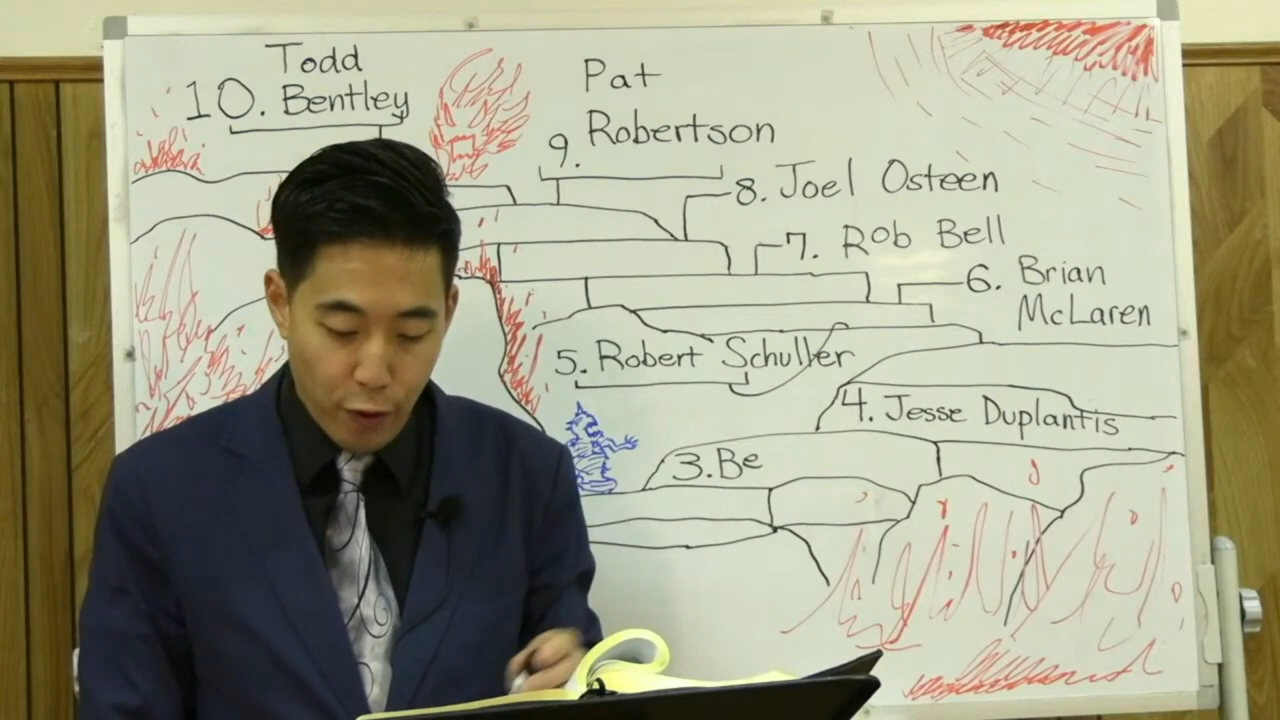 Todd
10. Bentley
Pat
9. Robertson
8. Joel Osteen
7. Rob Bell
6. Brian
McLaren
5. Robert Schuller
4. Jesse Duplantis
3. Be